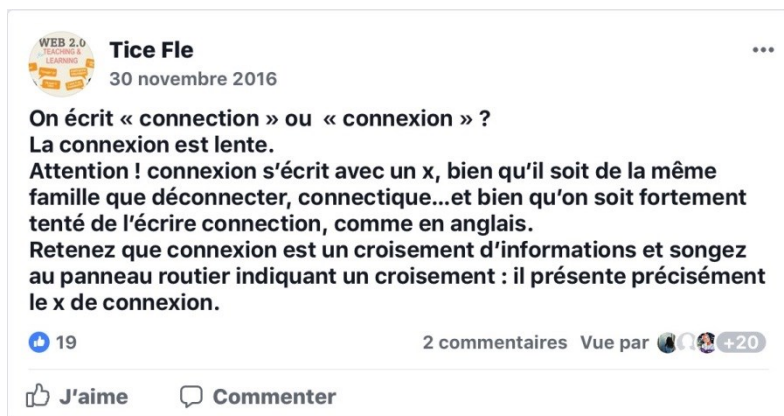 WEB 2.0
TEACHING &
LEARNING
Tice Fle
30 novembre 2016
On écrit « connection » ou « connexion » ?
La connexion est lente.
Attention ! connexion s’écrit avec un x, bien qu’il soit de la même
famille que déconnecter, connectique...et bien qu’on soit fortement
tenté de l’écrire connection, comme en anglais.
Retenez que connexion est un croisement d’informations et songez
au panneau routier indiquant un croisement : il présente précisément
le x de connexion.
19
2 commentaires Vue par +20
J’aime Commenter